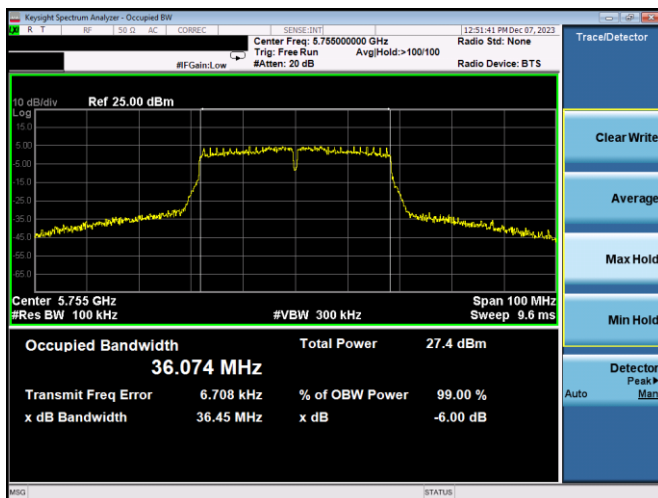 Keysight Spectrum Analyzer - Occupied BW
R T RF 50 Ω AC CORREC SENSE:INT 12:51:41 PM Dec 07, 2023
Center Freq: 5.755000000 GHz Radio Std: None
Trig: Free Run Avg|Hold:>100/100
#IFGain:Low #Atten: 20 dB Radio Device: BTS
Trace/Detector
10 dB/div Ref 25.00 dBm
Log
15.0
5.00
-5.00
-15.0
-25.0
-35.0
-45.0
-55.0
-65.0
Center 5.755 GHz Span 100 MHz
#Res BW 100 kHz #VBW 300 kHz Sweep 9.6 ms
Occupied Bandwidth Total Power 27.4 dBm
36.074 MHz
Transmit Freq Error 6.708 kHz % of OBW Power 99.00 %
x dB Bandwidth 36.45 MHz x dB -6.00 dB
Clear Write
Average
Max Hold
Min Hold
Detector
Peak
Auto Man
MSG STATUS